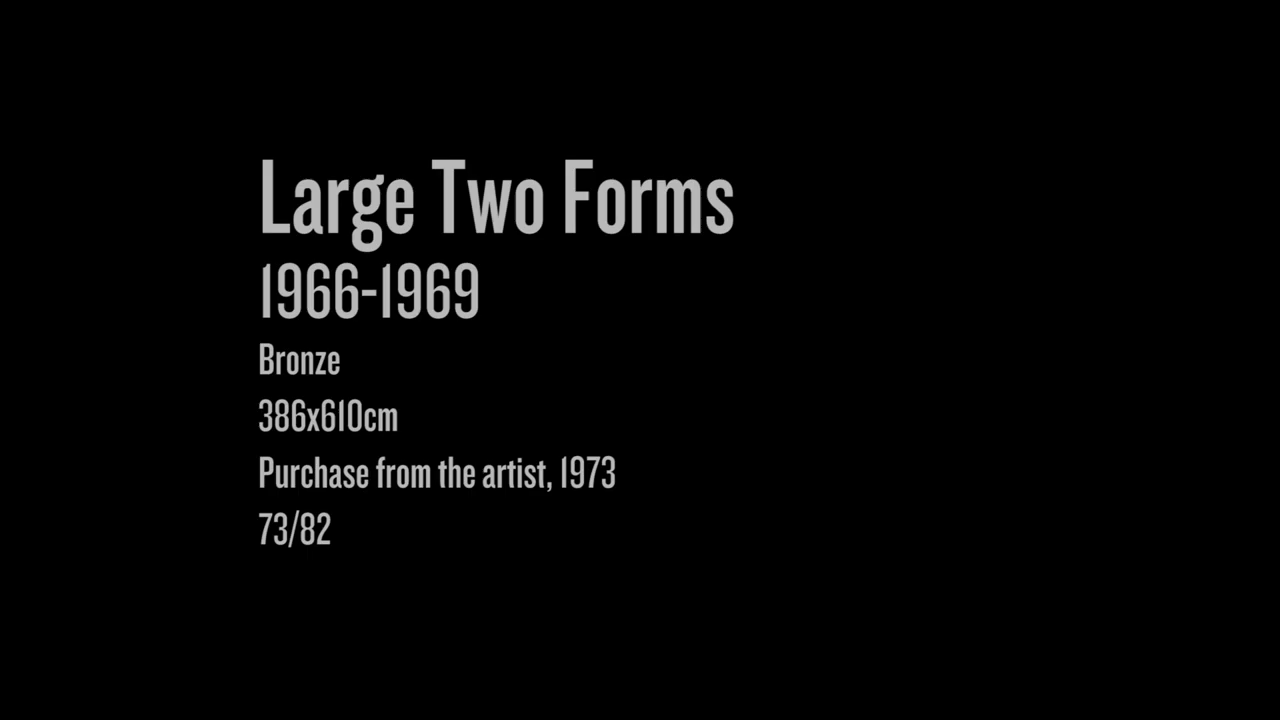 Large Two Forms
1966-1969
Bronze
386x610cm
Purchase from the artist, 1973
73/82